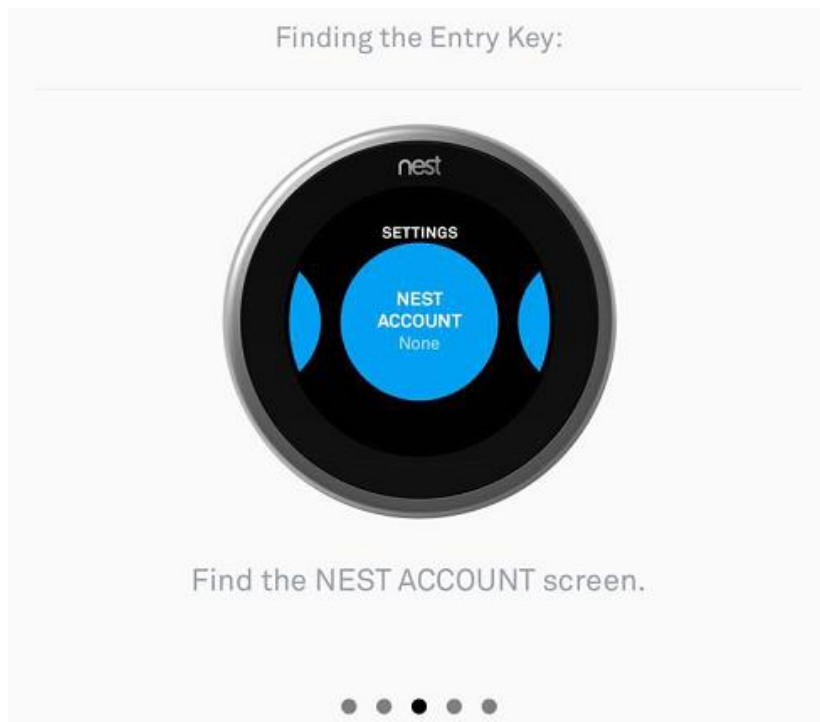 Finding the Entry Key:
nest
SETTINGS
NEST
ACCOUNT
None
Find the NEST ACCOUNT screen.